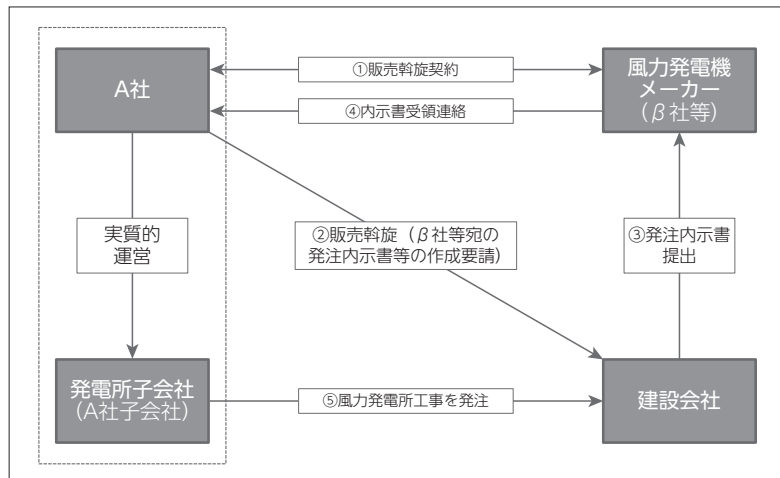 A社
①販売斡旋契約
④内示書受領連絡
風力発電機
メーカー
(β社等)
実質的
運営
②販売斡旋（β社等宛の
発注内示書等の作成要請）
③発注内示書
提出
発電所子会社
(A社子会社)
⑤風力発電所工事を発注
建設会社